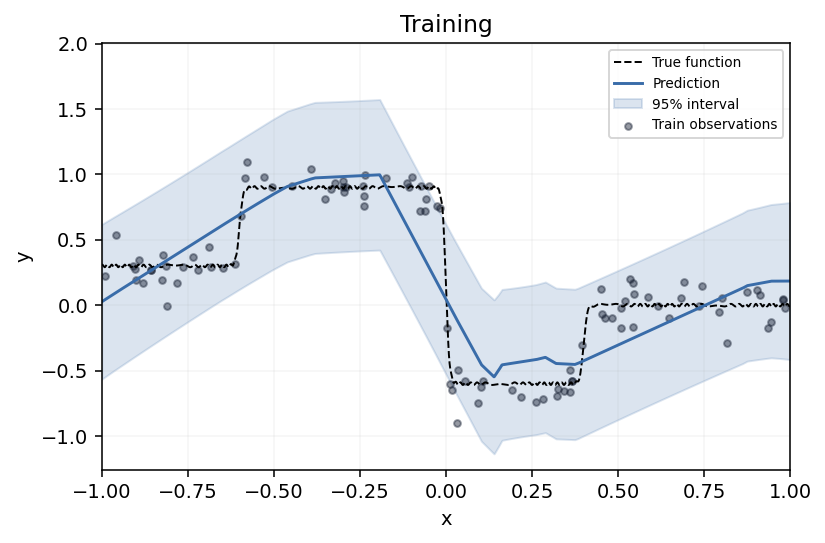 Training
2.0
1.5
1.0
0.5
0.0
−0.5
−1.0
y
−1.00 −0.75 −0.50 −0.25 0.00 0.25 0.50 0.75 1.00
x
True function
Prediction
95% interval
Train observations